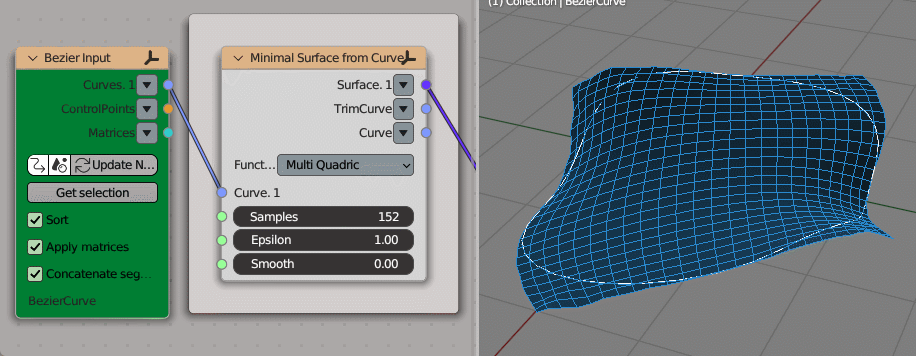 (1) Collection | BezierCurve
Bezier Input
Curves. 1
ControlPoints
Matrices
Update N...
Get selection
Sort
Apply matrices
Concatenate seg...
BezierCurve
Minimal Surface from Curve
Surface. 1
TrimCurve
Curve
Funct... Multi Quadric
Curve. 1
Samples 152
Epsilon 1.00
Smooth 0.00